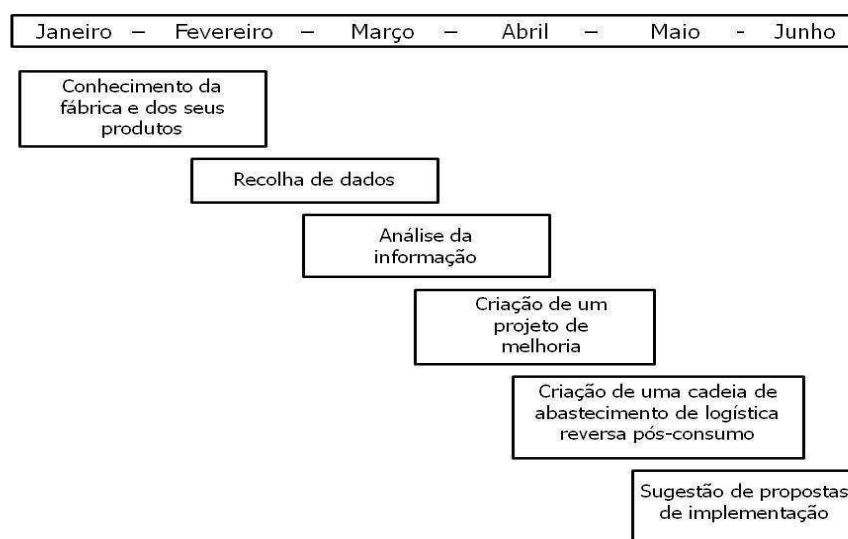 Janeiro – Fevereiro – Março – Abril – Maio - Junho
Conhecimento da
fábrica e dos seus
produtos
Recolha de dados
Análise da
informação
Criação de um
projeto de
melhoria
Criação de uma cadeia de
abastecimento de logística
reversa pós-consumo
Sugestão de propostas
de implementação